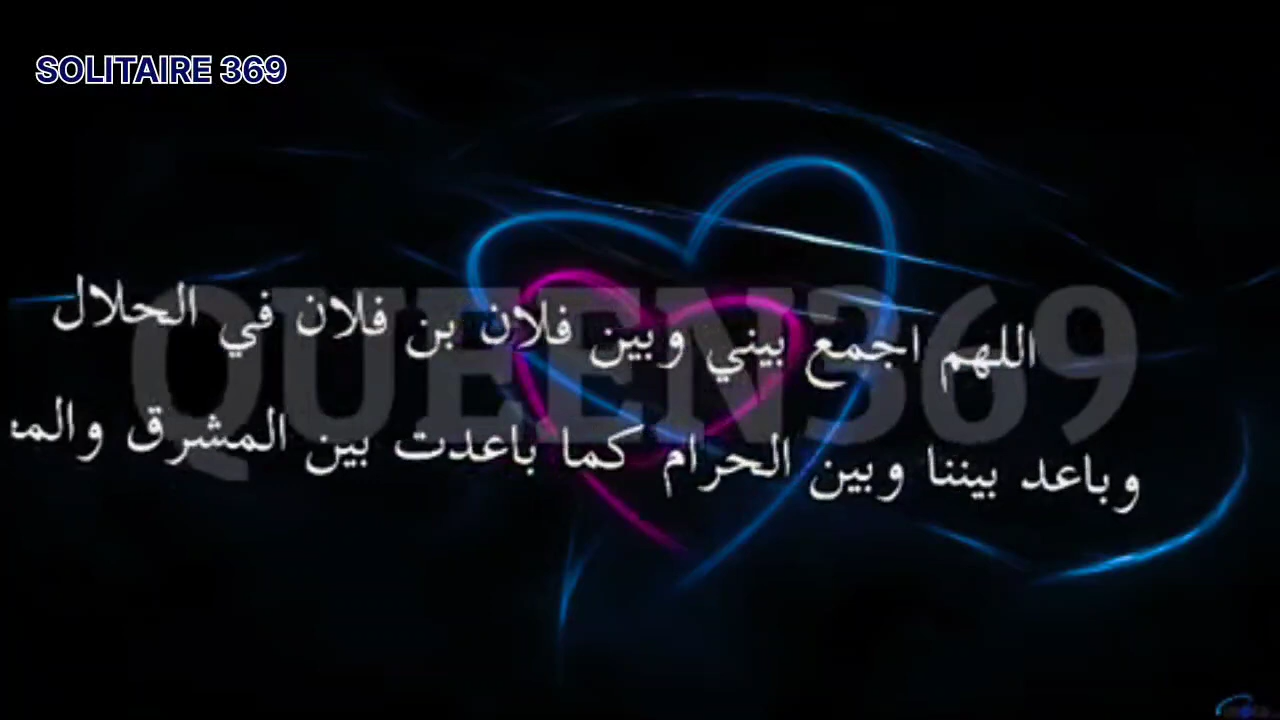 SOLITAIRE 369
QUEEN369
اللهم اجمع بيني وبين فلان بن فلان في الحلال
وباعد بيننا وبين الحرام كما باعدت بين المشرق